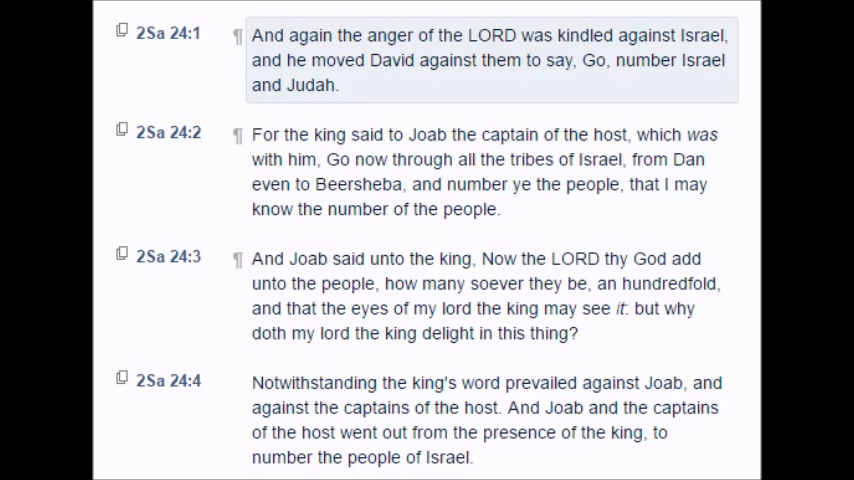 2Sa 24:1 ¶ And again the anger of the LORD was kindled against Israel,
and he moved David against them to say, Go, number Israel
and Judah.
2Sa 24:2 ¶ For the king said to Joab the captain of the host, which was
with him, Go now through all the tribes of Israel, from Dan
even to Beersheba, and number ye the people, that I may
know the number of the people.
2Sa 24:3 ¶ And Joab said unto the king, Now the LORD thy God add
unto the people, how many soever they be, an hundredfold,
and that the eyes of my lord the king may see it: but why
doth my lord the king delight in this thing?
2Sa 24:4 Notwithstanding the king's word prevailed against Joab, and
against the captains of the host. And Joab and the captains
of the host went out from the presence of the king, to
number the people of Israel.